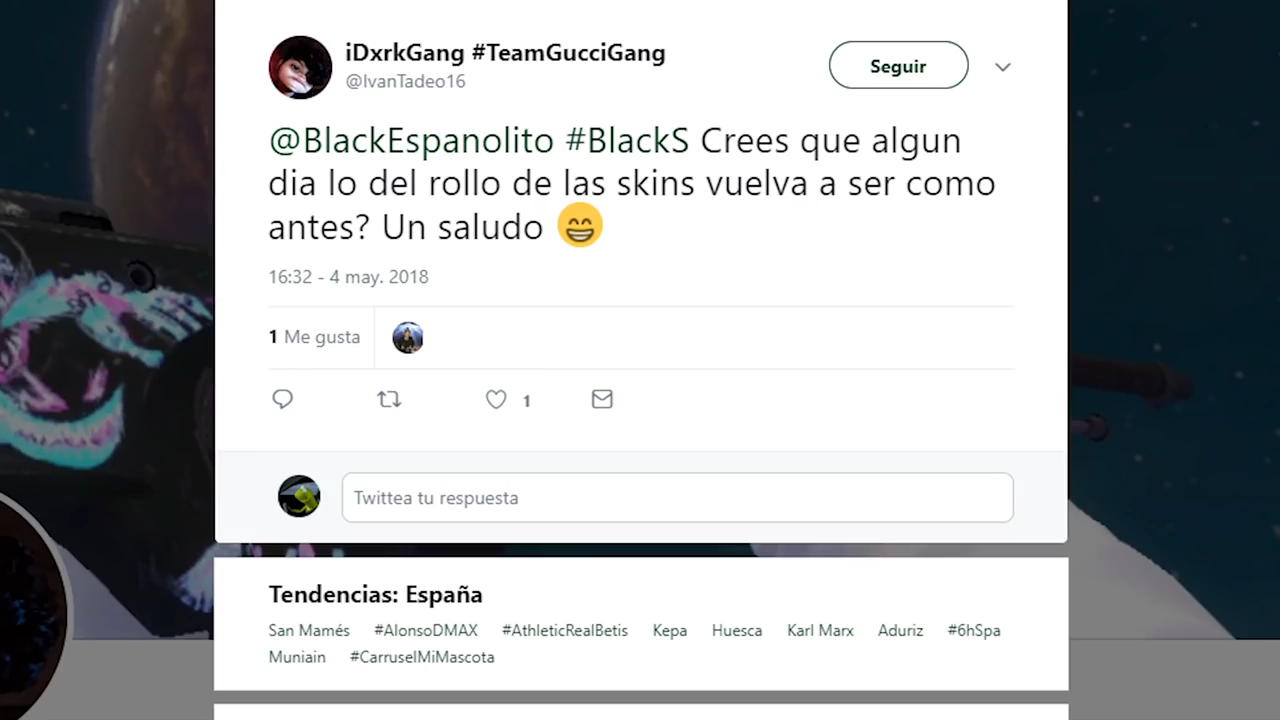 iDxrkGang #TeamGucciGang
@IvanTadeo16
Seguir
@BlackEspanolito #BlackS Crees que algun
dia lo del rollo de las skins vuelva a ser como
antes? Un saludo 😄
16:32 - 4 may. 2018
1 Me gusta
1
Twittea tu respuesta
Tendencias: España
San Mamés #AlonsoDMAX #AthleticRealBetis Kepa Huesca Karl Marx Aduriz #6hSpa
Muniain #CarruselMiMascota